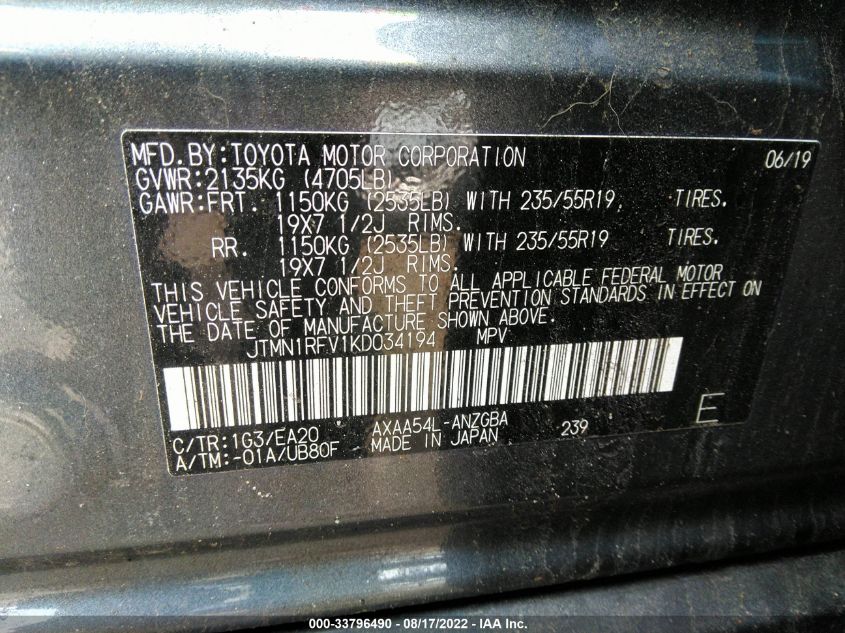 MFD.BY:TOYOTA MOTOR CORPORATION 06/19
GVWR:2135KG (4705LB)
GAWR:FRT. 1150KG (2535LB) WITH 235/55R19 TIRES.
19X7 1/2J RIMS.
RR. 1150KG (2535LB) WITH 235/55R19 TIRES.
19X7 1/2J RIMS.
THIS VEHICLE CONFORMS TO ALL APPLICABLE FEDERAL MOTOR
VEHICLE SAFETY AND THEFT PREVENTION STANDARDS IN EFFECT ON
THE DATE OF MANUFACTURE SHOWN ABOVE.
JTMN1RFV1KD034194 MPV
E
C/TR:1G3/EA20 AXAA54L-ANZGBA 239
A/TM:-01A/UB80F MADE IN JAPAN
000-33796490 - 08/17/2022 - IAA Inc.